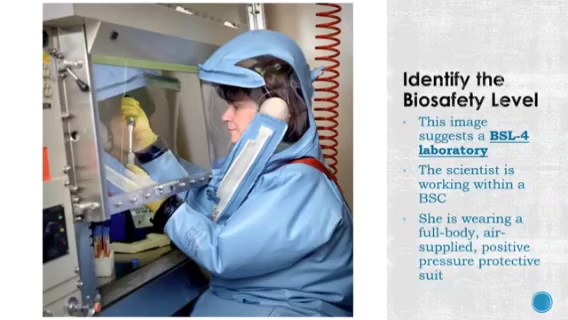 Identify the
Biosafety Level
This image
suggests a BSL-4
laboratory
The scientist is
working within a
BSC
She is wearing a
full-body, air-
supplied, positive
pressure protective
suit